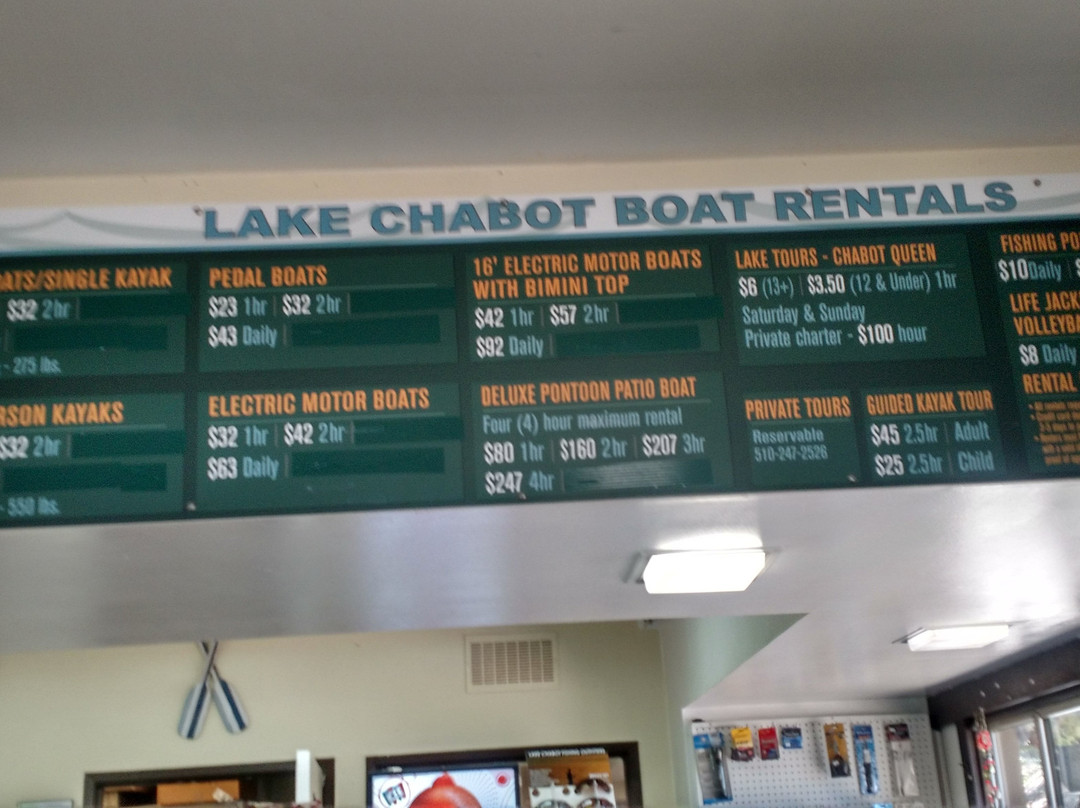 LAKE CHABOT BOAT RENTALS
OATS/SINGLE KAYAK
$32 2hr
- 275 lbs.
RSON KAYAKS
$32 2hr
- 550 lbs.
PEDAL BOATS
$23 1hr $32 2hr
$43 Daily
ELECTRIC MOTOR BOATS
$32 1hr $42 2hr
$63 Daily
16' ELECTRIC MOTOR BOATS
WITH BIMINI TOP
$42 1hr $57 2hr
$92 Daily
DELUXE PONTOON PATIO BOAT
Four (4) hour maximum rental
$80 1hr $160 2hr $207 3hr
$247 4hr
LAKE TOURS - CHABOT QUEEN
$6 (13+) $3.50 (12 & Under) 1hr
Saturday & Sunday
Private charter - $100 hour
PRIVATE TOURS
Reservable
510-247-2526
GUIDED KAYAK TOUR
$45 2.5hr Adult
$25 2.5hr Child
FISHING PO
$10 Daily $
LIFE JACK
VOLLEYBA
$8 Daily
RENTAL